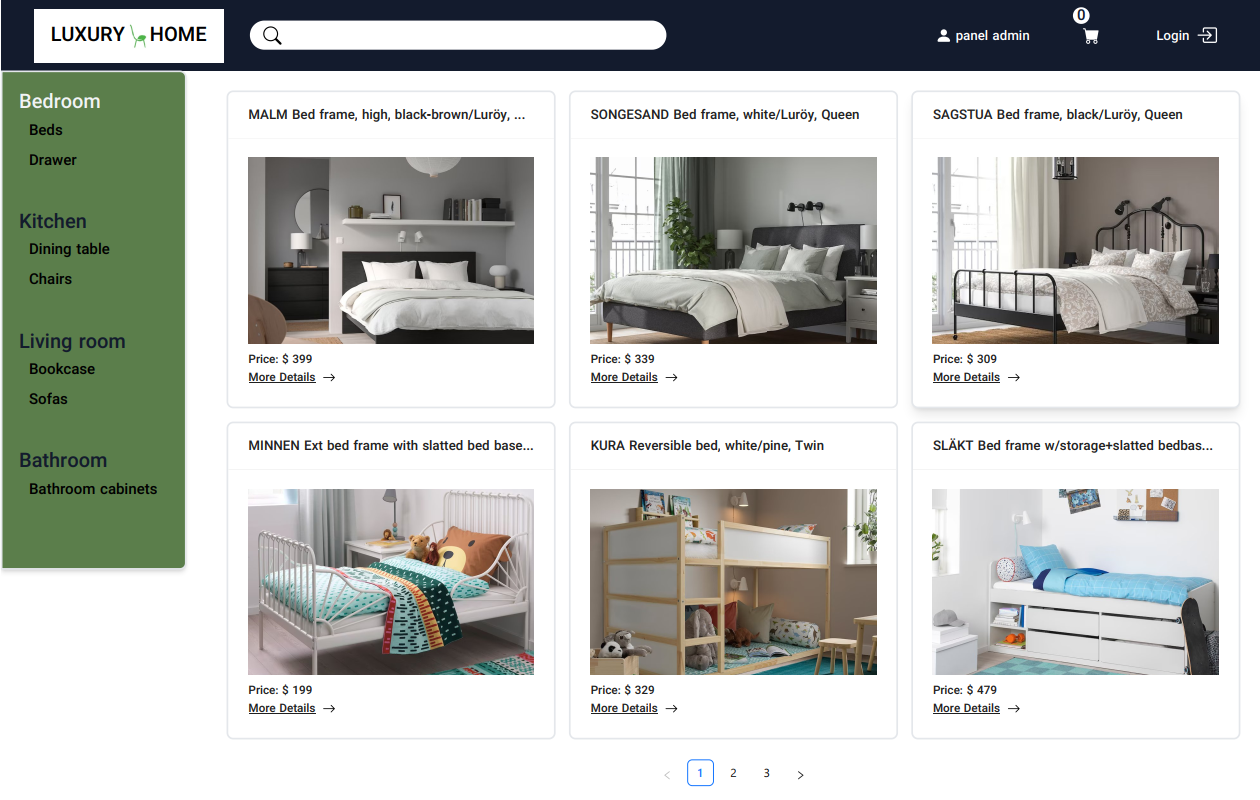 LUXURY HOME
panel admin
0
Login
Bedroom
Beds
Drawer
Kitchen
Dining table
Chairs
Living room
Bookcase
Sofas
Bathroom
Bathroom cabinets
MALM Bed frame, high, black-brown/Luröy, ...
Price: $ 399
More Details
SONGESAND Bed frame, white/Luröy, Queen
Price: $ 339
More Details
SAGSTUA Bed frame, black/Luröy, Queen
Price: $ 309
More Details
MINNEN Ext bed frame with slatted bed base...
Price: $ 199
More Details
KURA Reversible bed, white/pine, Twin
Price: $ 329
More Details
SLÄKT Bed frame w/storage+slatted bedbas...
Price: $ 479
More Details
< 1 2 3 >